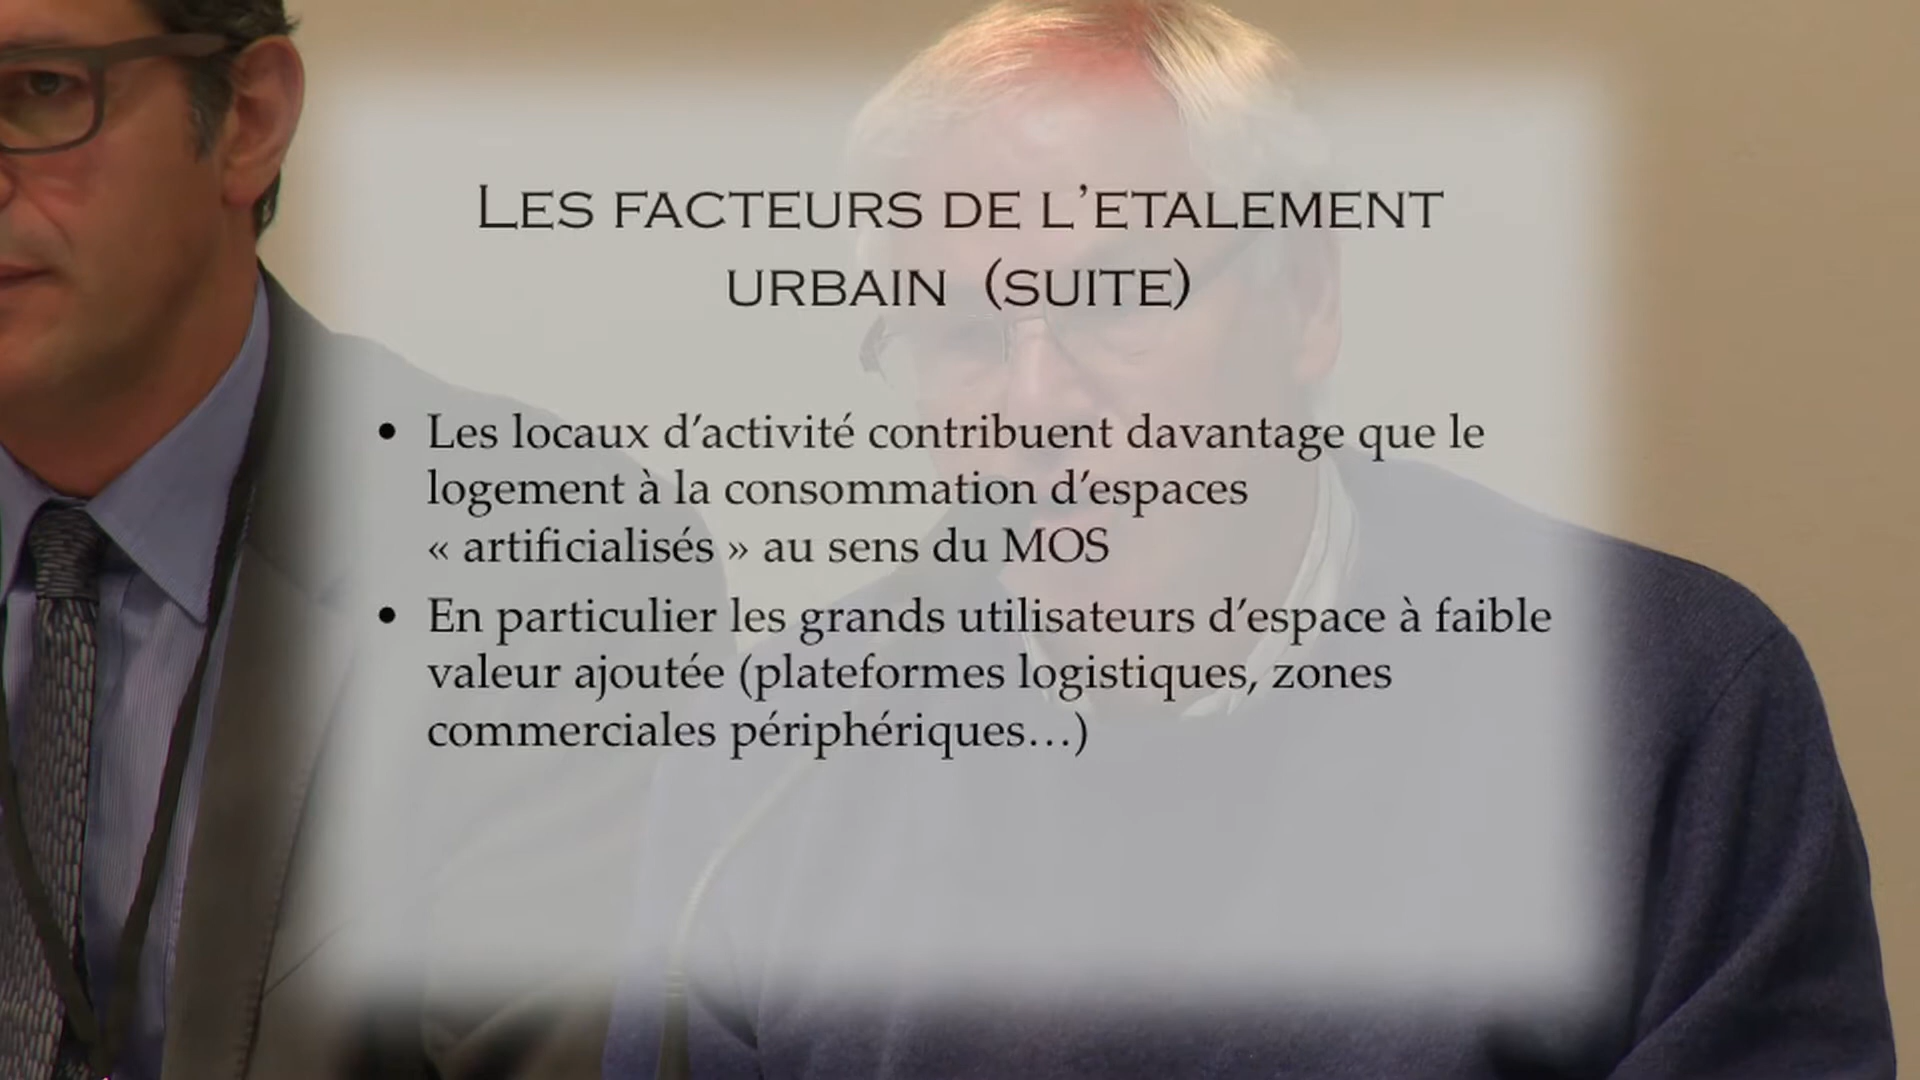 LES FACTEURS DE L'ETALEMENT
URBAIN (SUITE)
• Les locaux d'activité contribuent davantage que le
logement à la consommation d'espaces
« artificialisés » au sens du MOS
• En particulier les grands utilisateurs d'espace à faible
valeur ajoutée (plateformes logistiques, zones
commerciales périphériques…)